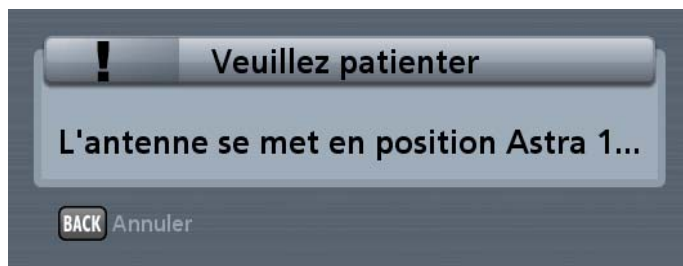 ! Veuillez patienter
L'antenne se met en position Astra 1...
BACK Annuler